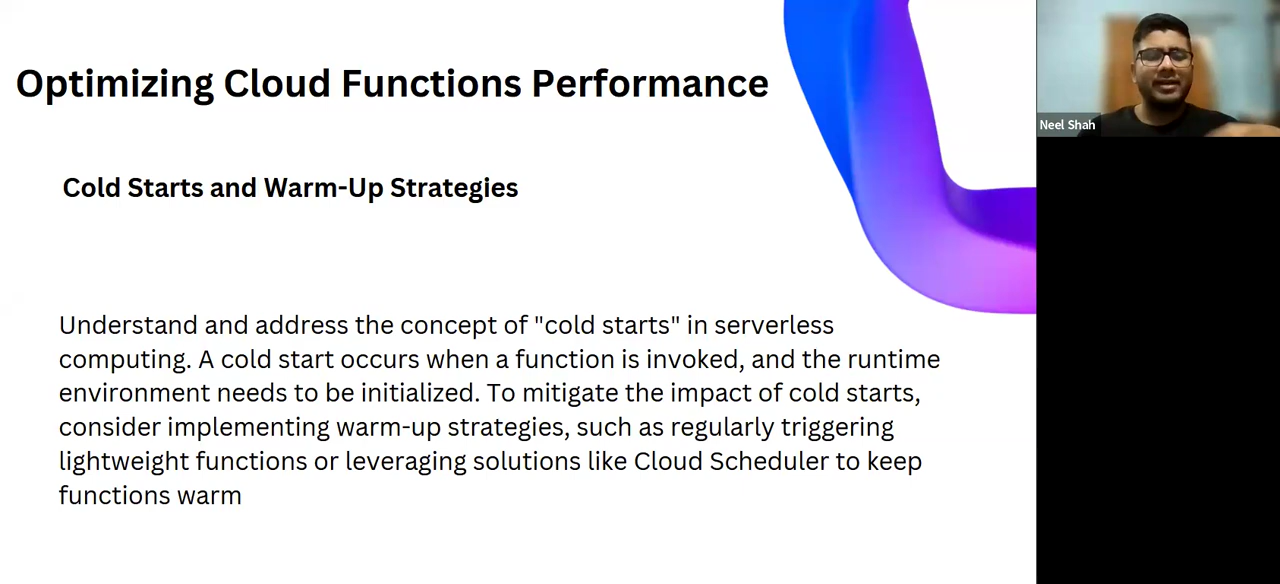 Optimizing Cloud Functions Performance
Neel Shah
Cold Starts and Warm-Up Strategies
Understand and address the concept of "cold starts" in serverless
computing. A cold start occurs when a function is invoked, and the runtime
environment needs to be initialized. To mitigate the impact of cold starts,
consider implementing warm-up strategies, such as regularly triggering
lightweight functions or leveraging solutions like Cloud Scheduler to keep
functions warm